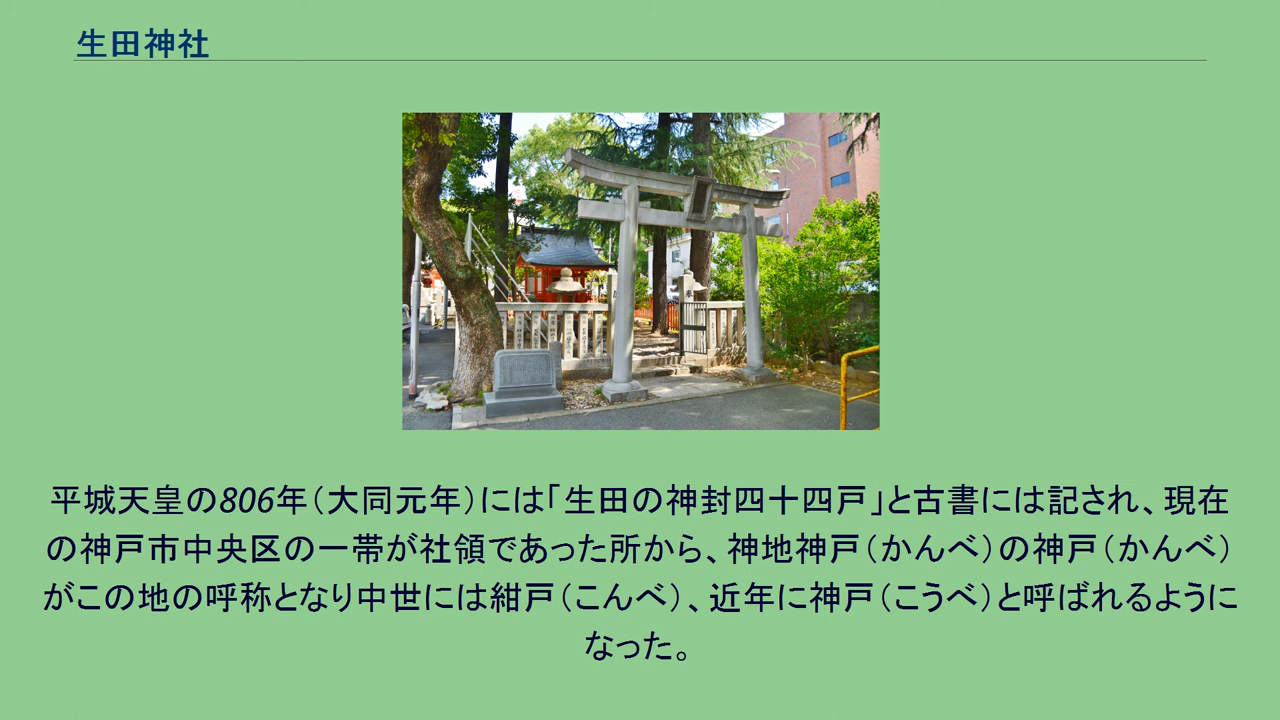 生田神社
平城天皇の806年（大同元年）には「生田の神封四十四戸」と古書には記され、現在
の神戸市中央区の一帯が社領であった所から、神地神戸（かんべ）の神戸（かんべ）
がこの地の呼称となり中世には紺戸（こんべ）、近年に神戸（こうべ）と呼ばれるように
なった。